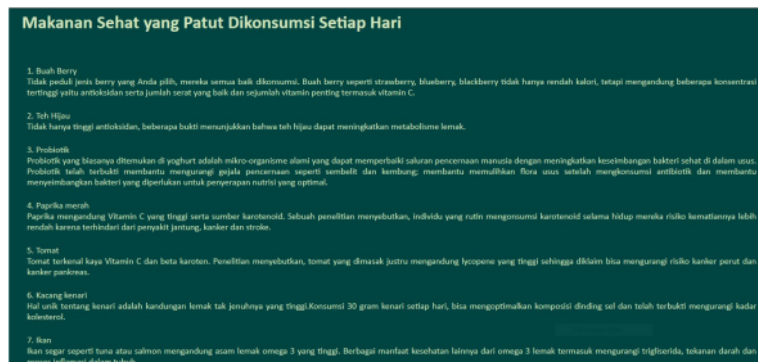 Makanan Sehat yang Patut Dikonsumsi Setiap Hari
1. Buah Berry
Tidak peduli jenis berry yang Anda pilih, mereka semua baik dikonsumsi. Buah berry seperti strawberry, blueberry, blackberry tidak hanya rendah kalori, tetapi mengandung beberapa konsentrasi
tertinggi yaitu antioksidan serta jumlah serat yang baik dan sejumlah vitamin penting termasuk vitamin C.
2. Teh Hijau
Tidak hanya tinggi antioksidan, beberapa bukti menunjukkan bahwa teh hijau dapat meningkatkan metabolisme lemak.
3. Probiotik
Probiotik yang biasanya ditemukan di yoghurt adalah mikro-organisme alami yang dapat memperbaiki saluran pencernaan manusia dengan meningkatkan keseimbangan bakteri sehat di dalam usus.
Probiotik telah terbukti membantu mengurangi gejala pencernaan seperti sembelit dan kembung; membantu memulihkan flora usus setelah mengkonsumsi antibiotik dan membantu
menyeimbangkan bakteri yang diperlukan untuk penyerapan nutrisi yang optimal.
4. Paprika merah
Paprika mengandung Vitamin C yang tinggi serta sumber karotenoid. Sebuah penelitian menyebutkan, individu yang rutin mengonsumsi karotenoid selama hidup mereka risiko kematiannya lebih
rendah karena terhindari dari penyakit jantung, kanker dan stroke.
5. Tomat
Tomat terkenal kaya Vitamin C dan beta karoten. Penelitian menyebutkan, tomat yang dimasak justru mengandung lycopene yang tinggi sehingga diklaim bisa mengurangi risiko kanker perut dan
kanker pankreas.
6. Kacang kenari
Hal unik tentang kenari adalah kandungan lemak tak jenuhnya yang tinggi.Konsumsi 30 gram kenari setiap hari, bisa mengoptimalkan komposisi dinding sel dan telah terbukti mengurangi kadar
kolesterol.
7. Ikan
Ikan segar seperti tuna atau salmon mengandung asam lemak omega 3 yang tinggi. Berbagai manfaat kesehatan lainnya dari omega 3 lemak termasuk mengurangi trigliserida, tekanan darah dan